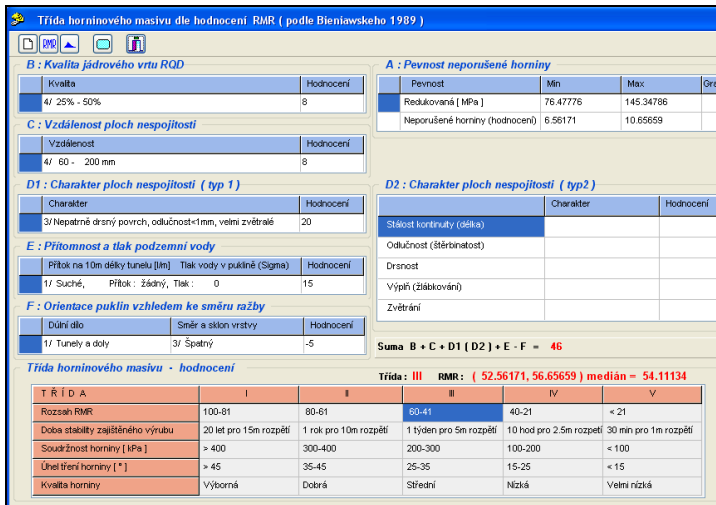 Třída horninového masivu dle hodnocení RMR ( podle Bieniawskeho 1989 )
RMR
B : Kvalita jádrového vrtu RQD
Kvalita Hodnocení
4/ 25% - 50% 8
C : Vzdálenost ploch nespojitosti
Vzdálenost Hodnocení
4/ 60 - 200 mm 8
D1 : Charakter ploch nespojitosti ( typ 1 )
Charakter Hodnocení
3/ Nepatrně drsný povrch, odlučnost<1mm, velmi zvětralé 20
E : Přítomnost a tlak podzemní vody
Přítok na 10m délky tunelu [l/m] Tlak vody v puklině (Sigma) Hodnocení
1/ Suché, Přítok : žádný, Tlak : 0 15
F : Orientace puklin vzhledem ke směru ražby
Důlní dílo Směr a sklon vrstvy Hodnocení
1/ Tunely a doly 3/ Špatný -5
A : Pevnost neporušené horniny
Pevnost Min Max Gra
Redukovaná [ MPa ] 76.47776 145.34786
Neporušené horniny (hodnocení) 6.56171 10.65659
D2 : Charakter ploch nespojitosti ( typ2 )
Charakter Hodnocení
Stálost kontinuity (délka)
Odlučnost (štěrbinatost)
Drsnost
Výplň (žlábkování)
Zvětrání
Suma B + C + D1 ( D2 ) + E - F = 46
Třída horninového masivu - hodnocení
Třída : III RMR : ( 52.56171, 56.65659 ) medián = 54.11134
T Ř Í D A I II III IV V
Rozsah RMR 100-81 80-61 60-41 40-21 < 21
Doba stability zajištěného výrubu 20 let pro 15m rozpětí 1 rok pro 10m rozpětí 1 týden pro 5m rozpětí 10 hod pro 2.5m rozpetí 30 min pro 1m rozpětí
Soudržnost horniny [ kPa ] > 400 300-400 200-300 100-200 < 100
Úhel tření horniny [ ° ] > 45 35-45 25-35 15-25 < 15
Kvalita horniny Výborná Dobrá Střední Nízká Velmi nízká